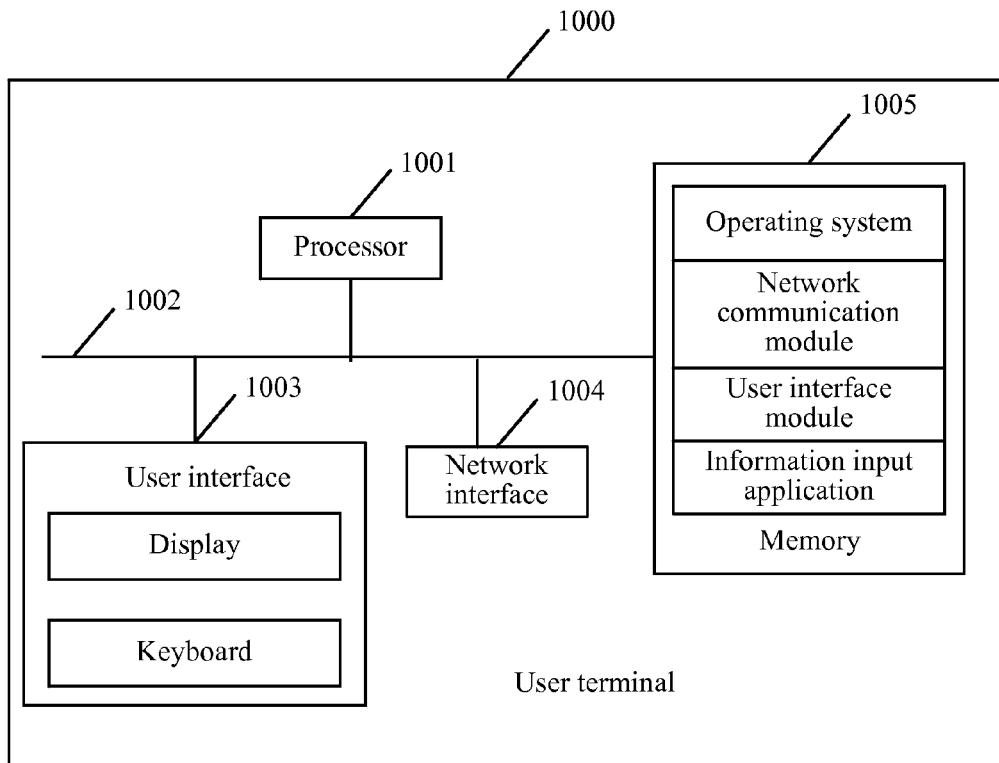 1000
1005
1001
Processor
Operating system
Network
communication
module
1002
User interface
module
1003
1004
Information input
application
User interface
Network
interface
Memory
Display
Keyboard
User terminal